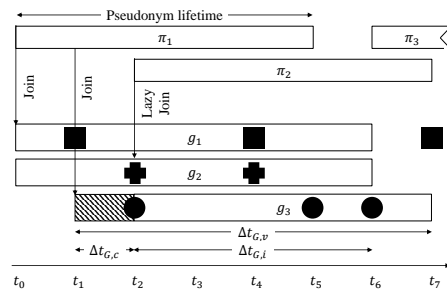 Pseudonym lifetime
π₁
π₃
π₂
Join
Join
Lazy Join
g₁
g₂
g₃
Δt_{G,v}
Δt_{G,c}
Δt_{G,i}
t₀ t₁ t₂ t₃ t₄ t₅ t₆ t₇